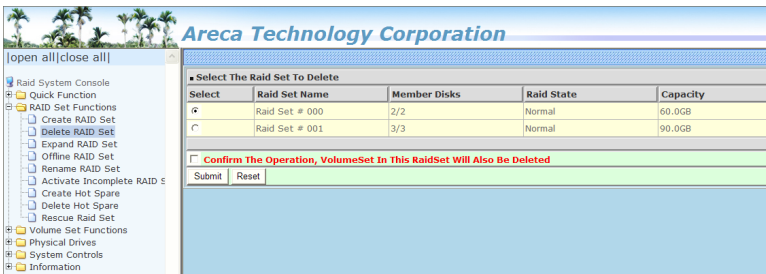 Areca Technology Corporation
|open all|close all|
Raid System Console
Quick Function
RAID Set Functions
Create RAID Set
Delete RAID Set
Expand RAID Set
Offline RAID Set
Rename RAID Set
Activate Incomplete RAID S
Create Hot Spare
Delete Hot Spare
Rescue Raid Set
Volume Set Functions
Physical Drives
System Controls
Information
Select The Raid Set To Delete
Select Raid Set Name Member Disks Raid State Capacity
Raid Set # 000 2/2 Normal 60.0GB
Raid Set # 001 3/3 Normal 90.0GB
Confirm The Operation, VolumeSet In This RaidSet Will Also Be Deleted
Submit Reset